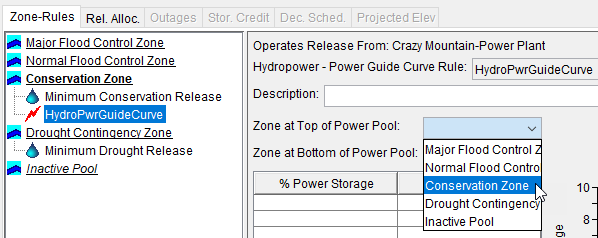 Zone-Rules Rel. Alloc. Outages Stor. Credit Dec. Sched. Projected Elev
Major Flood Control Zone
Normal Flood Control Zone
Conservation Zone
Minimum Conservation Release
HydroPwrGuideCurve
Drought Contingency Zone
Minimum Drought Release
Inactive Pool
Operates Release From: Crazy Mountain-Power Plant
Hydropower - Power Guide Curve Rule: HydroPwrGuideCurve
Description:
Zone at Top of Power Pool:
Zone at Bottom of Power Pool:
Major Flood Control Z
Normal Flood Contro
Conservation Zone
Drought Contingency
Inactive Pool
% Power Storage
10
8